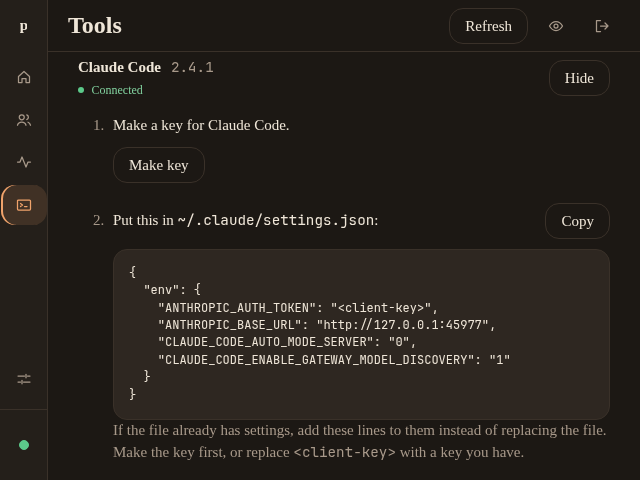 p
Tools
Refresh
Claude Code 2.4.1
Hide
Connected
1. Make a key for Claude Code.
Make key
2. Put this in ~/.claude/settings.json:
Copy
{
  "env": {
    "ANTHROPIC_AUTH_TOKEN": "<client-key>",
    "ANTHROPIC_BASE_URL": "http://127.0.0.1:45977",
    "CLAUDE_CODE_AUTO_MODE_SERVER": "0",
    "CLAUDE_CODE_ENABLE_GATEWAY_MODEL_DISCOVERY": "1"
  }
}
If the file already has settings, add these lines to them instead of replacing the file.
Make the key first, or replace <client-key> with a key you have.